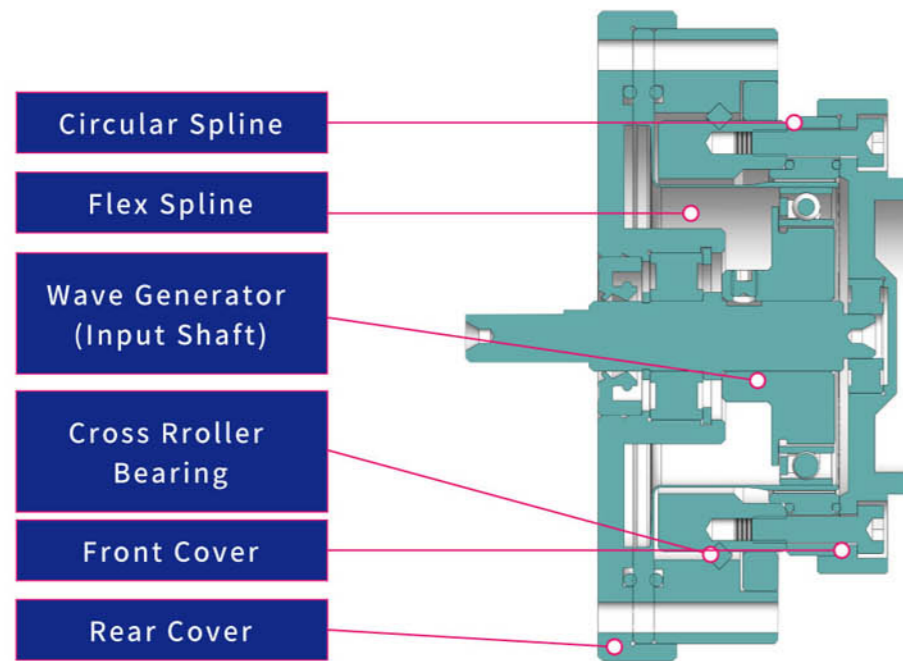 Circular Spline
Flex Spline
Wave Generator
(Input Shaft)
Cross Rroller
Bearing
Front Cover
Rear Cover